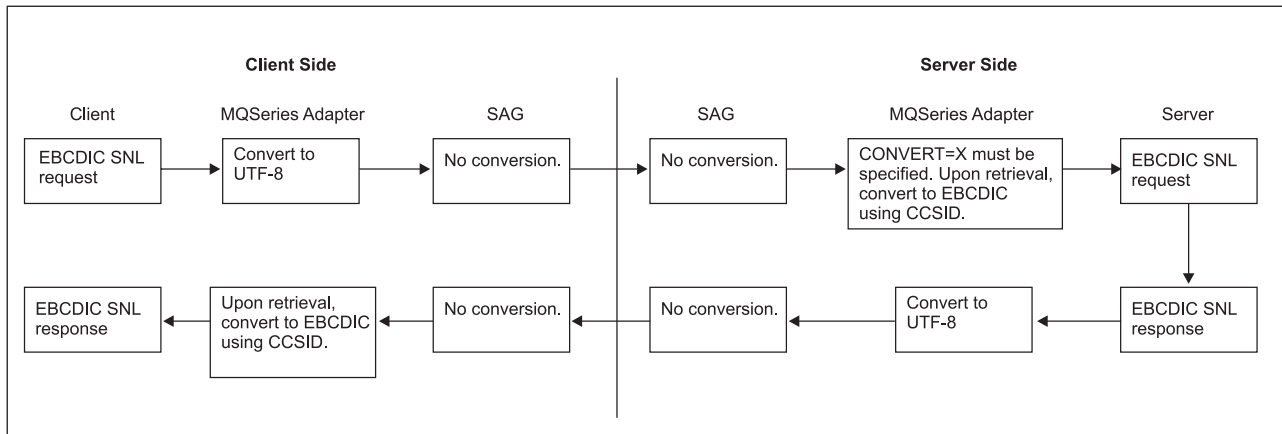 Client Side
Server Side
Client
MQSeries Adapter
SAG
SAG
MQSeries Adapter
Server
EBCDIC SNL
request
Convert to
UTF-8
No conversion.
No conversion.
CONVERT=X must be
specified. Upon retrieval,
convert to EBCDIC
using CCSID.
EBCDIC SNL
request
EBCDIC SNL
response
Upon retrieval,
convert to EBCDIC
using CCSID.
No conversion.
No conversion.
Convert to
UTF-8
EBCDIC SNL
response